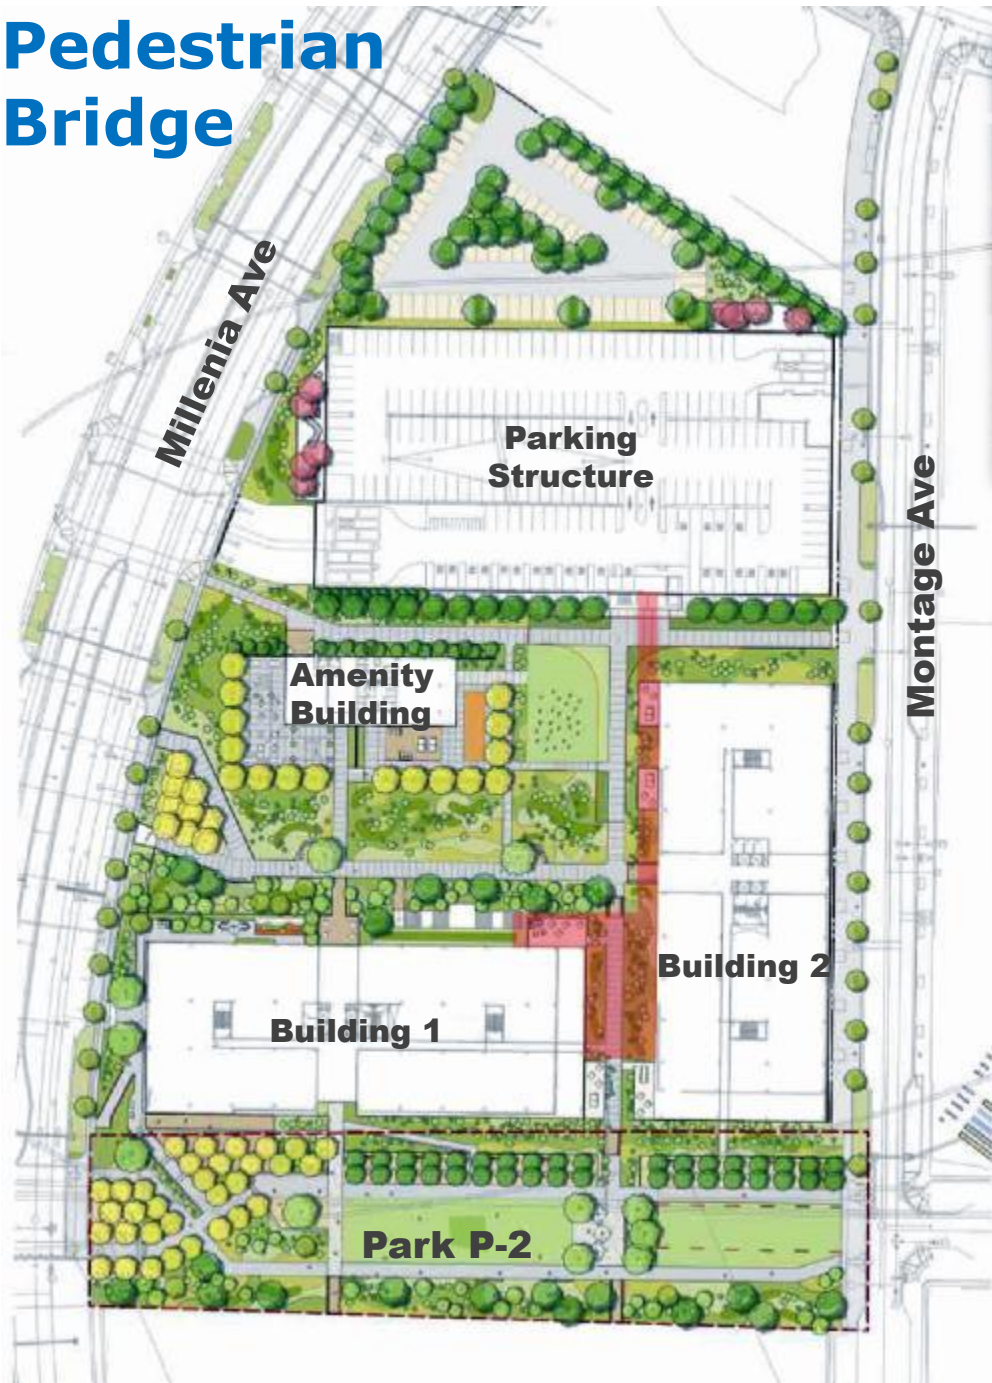 Pedestrian
Bridge
Millenia Ave
Parking
Structure
Montage Ave
Amenity
Building
Building 2
Building 1
Park P-2